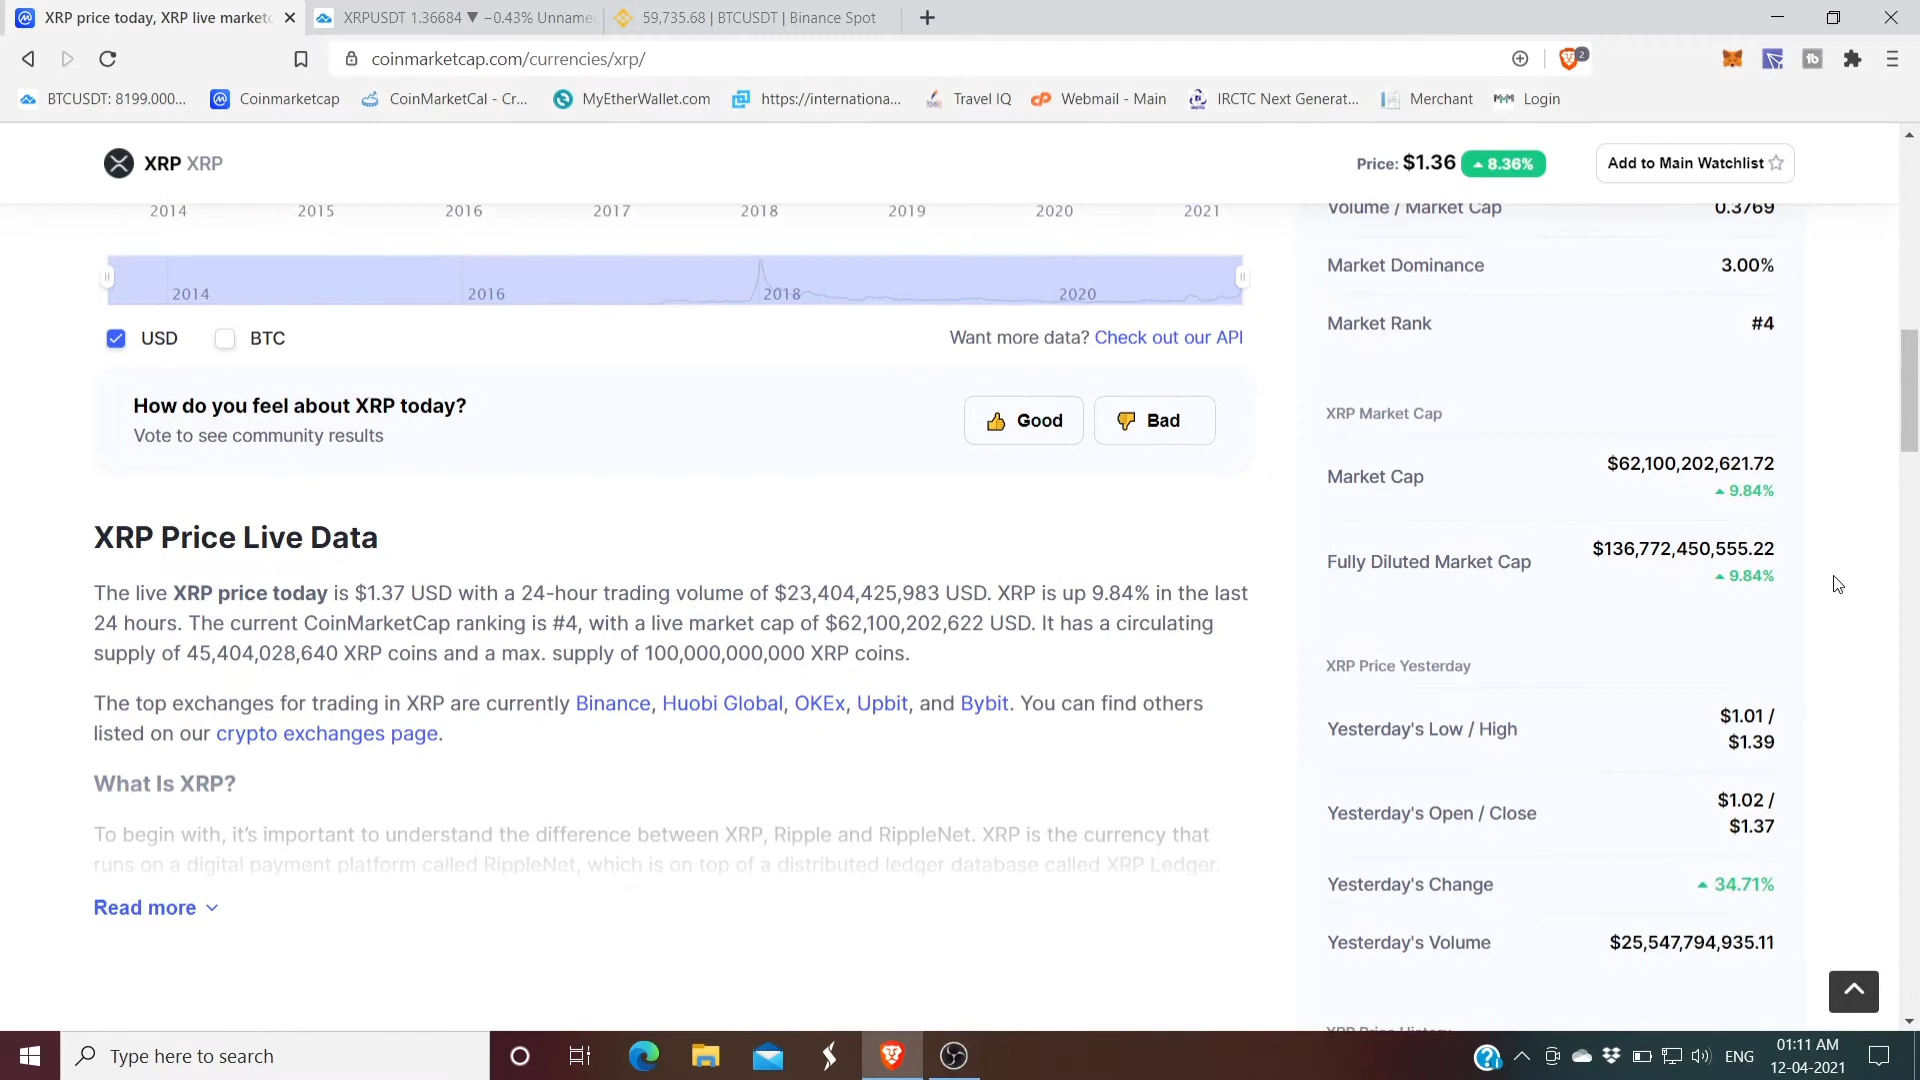 XRP price today, XRP live market
XRPUSDT 1.36684 ▼ −0.43% Unname
59,735.68 | BTCUSDT | Binance Spot
coinmarketcap.com/currencies/xrp/
2
BTCUSDT: 8199.000...
Coinmarketcap
CoinMarketCal - Cr...
MyEtherWallet.com
https://internationa...
Travel IQ
Webmail - Main
IRCTC Next Generat...
Merchant
Login
XRP XRP
Price: $1.36 8.36%
Add to Main Watchlist
2014 2015 2016 2017 2018 2019 2020 2021
2014 2016 2018 2020
USD BTC
Want more data? Check out our API
How do you feel about XRP today?
Vote to see community results
Good
Bad
XRP Price Live Data
The live XRP price today is $1.37 USD with a 24-hour trading volume of $23,404,425,983 USD. XRP is up 9.84% in the last
24 hours. The current CoinMarketCap ranking is #4, with a live market cap of $62,100,202,622 USD. It has a circulating
supply of 45,404,028,640 XRP coins and a max. supply of 100,000,000,000 XRP coins.
The top exchanges for trading in XRP are currently Binance, Huobi Global, OKEx, Upbit, and Bybit. You can find others
listed on our crypto exchanges page.
What Is XRP?
To begin with, it's important to understand the difference between XRP, Ripple and RippleNet. XRP is the currency that
runs on a digital payment platform called RippleNet, which is on top of a distributed ledger database called XRP Ledger.
Read more
Volume / Market Cap 0.3769
Market Dominance 3.00%
Market Rank #4
XRP Market Cap
Market Cap $62,100,202,621.72
9.84%
Fully Diluted Market Cap $136,772,450,555.22
9.84%
XRP Price Yesterday
Yesterday's Low / High $1.01 /
$1.39
Yesterday's Open / Close $1.02 /
$1.37
Yesterday's Change 34.71%
Yesterday's Volume $25,547,794,935.11
XRP Price History
Type here to search
ENG
01:11 AM
12-04-2021